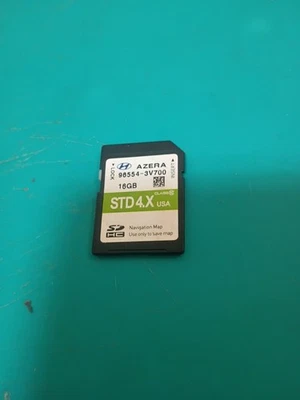 AZERA
96554-3V700
16GB
STD 4.X USA
SD
HC
Navigation Map
Use only to save map